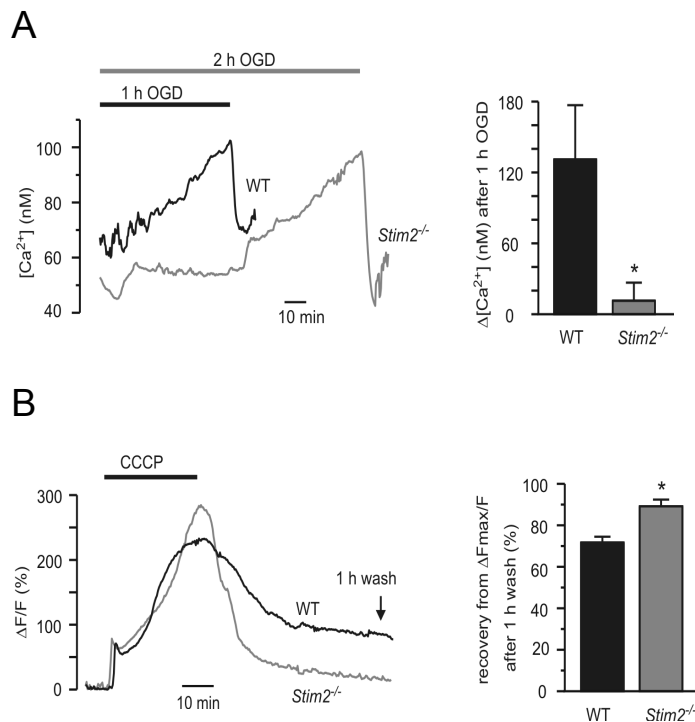 A
2 h OGD
1 h OGD
[Ca²⁺] (nM)
100
80
60
40
WT
Stim2⁻/⁻
10 min
Δ[Ca²⁺] (nM) after 1 h OGD
180
120
60
0
*
WT
Stim2⁻/⁻
B
CCCP
ΔF/F (%)
300
200
100
0
1 h wash
WT
Stim2⁻/⁻
10 min
recovery from ΔFmax/F
after 1 h wash (%)
100
80
60
40
20
0
*
WT
Stim2⁻/⁻